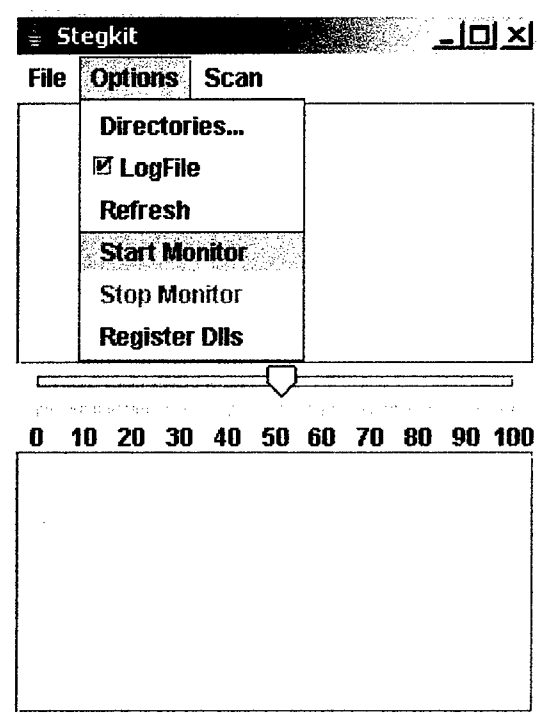 Stegkit
File Options Scan
Directories...
LogFile
Refresh
Start Monitor
Stop Monitor
Register Dlls
0 10 20 30 40 50 60 70 80 90 100